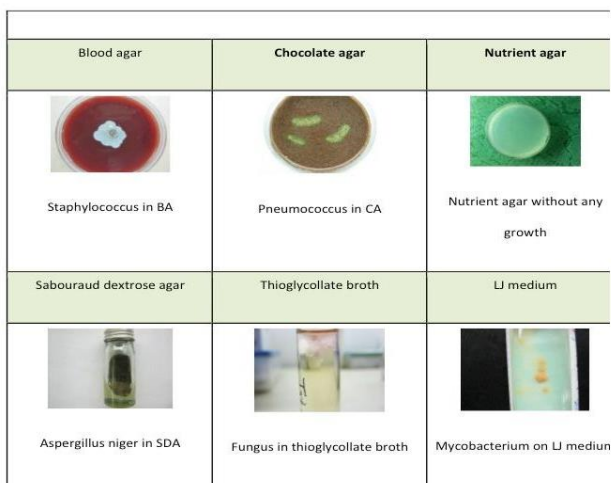 Blood agar
Chocolate agar
Nutrient agar
Staphylococcus in BA
Pneumococcus in CA
Nutrient agar without any
growth
Sabouraud dextrose agar
Thioglycollate broth
LJ medium
Aspergillus niger in SDA
Fungus in thioglycollate broth
Mycobacterium on LJ medium